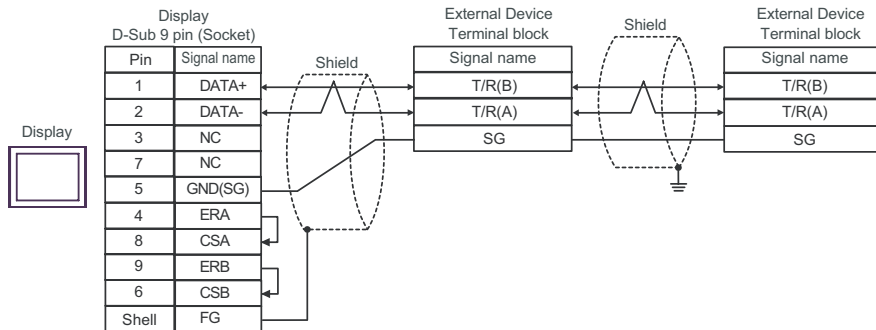 Display
D-Sub 9 pin (Socket)
Pin Signal name
1 DATA+
2 DATA-
3 NC
7 NC
5 GND(SG)
4 ERA
8 CSA
9 ERB
6 CSB
Shell FG
Display
Shield
External Device
Terminal block
Signal name
T/R(B)
T/R(A)
SG
Shield
External Device
Terminal block
Signal name
T/R(B)
T/R(A)
SG